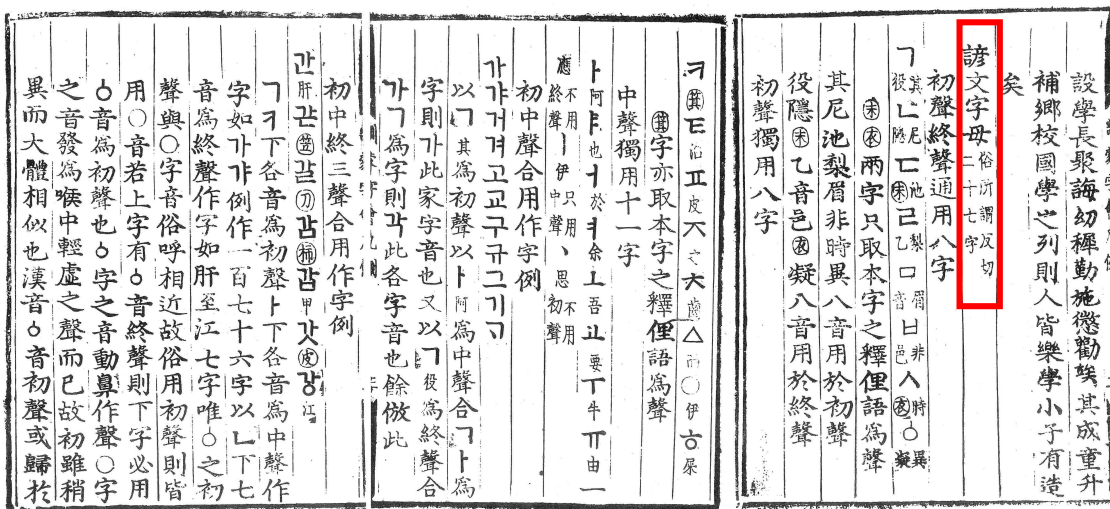 設學長聚誨幼穉勤施懲勸竢其成童升
補鄕校國學之列則人皆樂學小子有造
矣
諺文字母俗所謂反切二十七字
初聲終聲通用八字
ㄱ其役ㄴ尼隱ㄷ池末ㄹ梨乙ㅁ眉音ㅂ非邑ㅅ時衣ㆁ異凝
末衣兩字只取本字之釋俚語爲聲
其尼池梨眉非時異八音用於初聲
役隱末乙音邑衣凝八音用於終聲
初聲獨用八字
ㅋ箕ㅌ治ㅍ皮ㅈ之ㅊ齒ㅿ而ㅇ伊ㅎ屎
箕字亦取本字之釋俚語爲聲
中聲獨用十一字
ㅏ阿ㅑ也ㅓ於ㅕ余ㅗ吾ㅛ要ㅜ牛ㅠ由ㅡ
應不用終聲ㅣ伊只用中聲ㆍ思不用初聲
初中聲合用作字例
가갸거겨고교구규그기ᄀᆞ
以ㄱ其爲初聲以ㅏ阿爲中聲合ㄱㅏ爲
字則가此家字音也又以ㄱ役爲終聲合
가ㄱ爲字則각此各字音也餘倣此
初中終三聲合用作字例
간肝갇笠갈刀감柿갑甲갓皮강江
ㄱㅋ下各音爲初聲ㅏ下各音爲中聲作
字如가갸例作一百七十六字以ㄴ下七
音爲終聲作字如肝至江七字唯ㆁ之初
聲與ㅇ字音俗呼相近故俗用初聲則皆
用ㅇ音若上字有ㆁ音終聲則下字必用
ㆁ音爲初聲也ㆁ字之音動鼻作聲ㅇ字
之音發爲喉中輕虛之聲而已故初雖稍
異而大體相似也漢音ㆁ音初聲或歸於